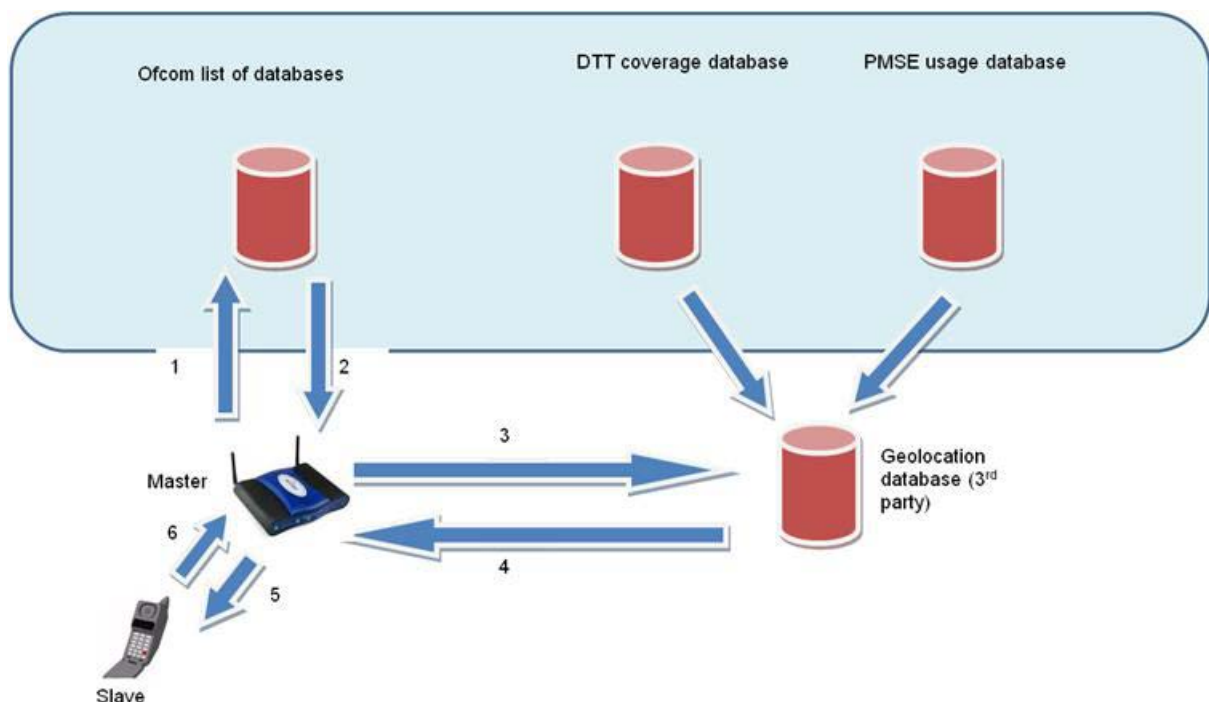 Ofcom list of databases
DTT coverage database
PMSE usage database
1
2
3
Master
Geolocation
database (3rd
party)
6
4
5
Slave